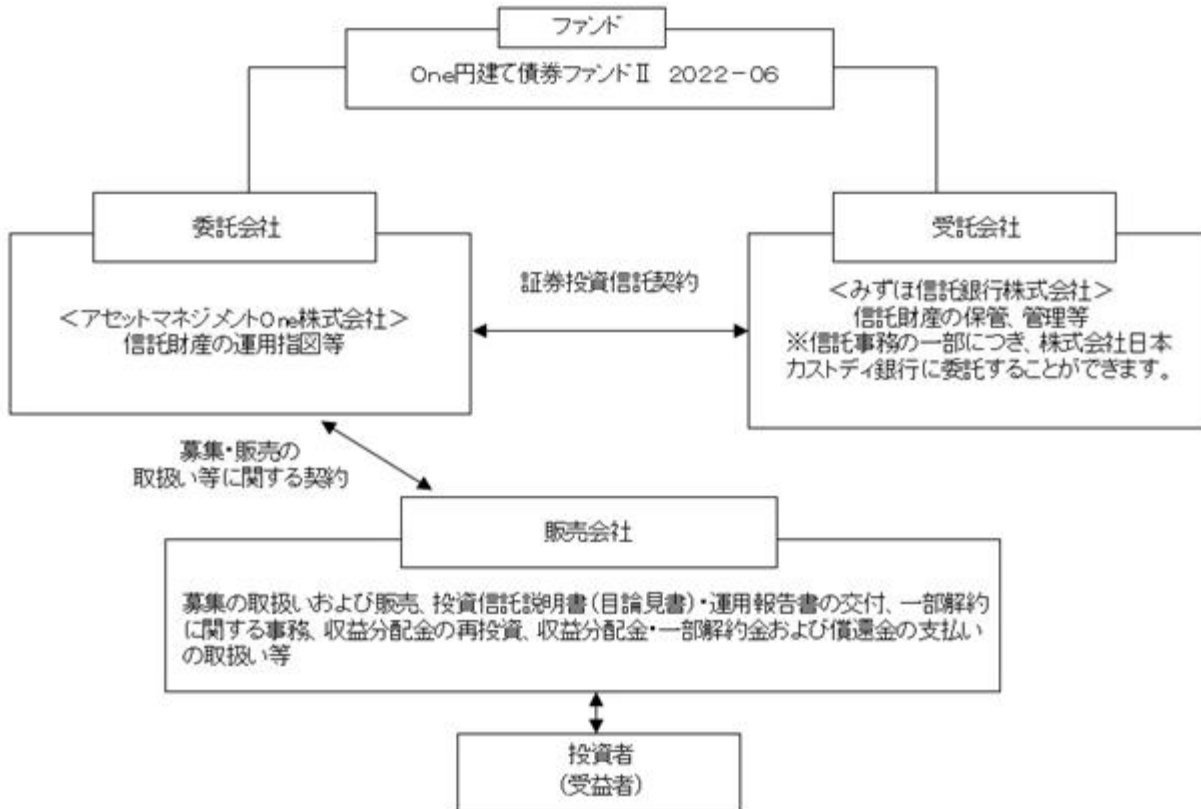 ファンド
One円建て債券ファンドⅡ 2022-06
委託会社
<アセットマネジメントOne株式会社>
信託財産の運用指図等
証券投資信託契約
受託会社
<みずほ信託銀行株式会社>
信託財産の保管、管理等
※信託事務の一部につき、株式会社日本
カストディ銀行に委託することができます。
募集・販売の
取扱い等に関する契約
販売会社
募集の取扱いおよび販売、投資信託説明書(目論見書)・運用報告書の交付、一部解約
に関する事務、収益分配金の再投資、収益分配金・一部解約金および償還金の支払い
の取扱い等
投資者
(受益者)